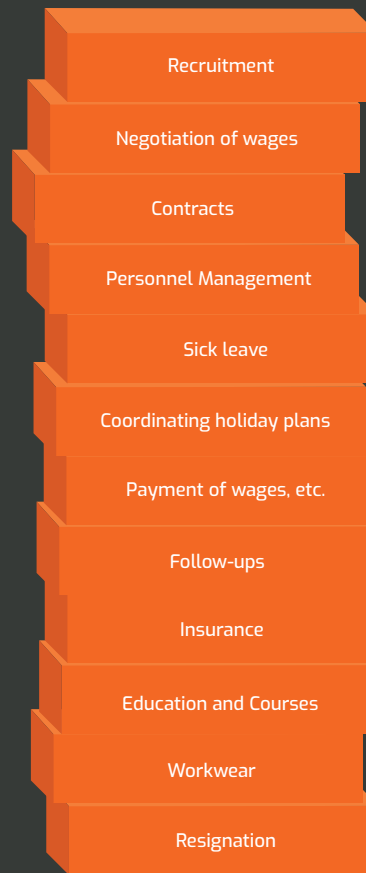 Recruitment
Negotiation of wages
Contracts
Personnel Management
Sick leave
Coordinating holiday plans
Payment of wages, etc.
Follow-ups
Insurance
Education and Courses
Workwear
Resignation